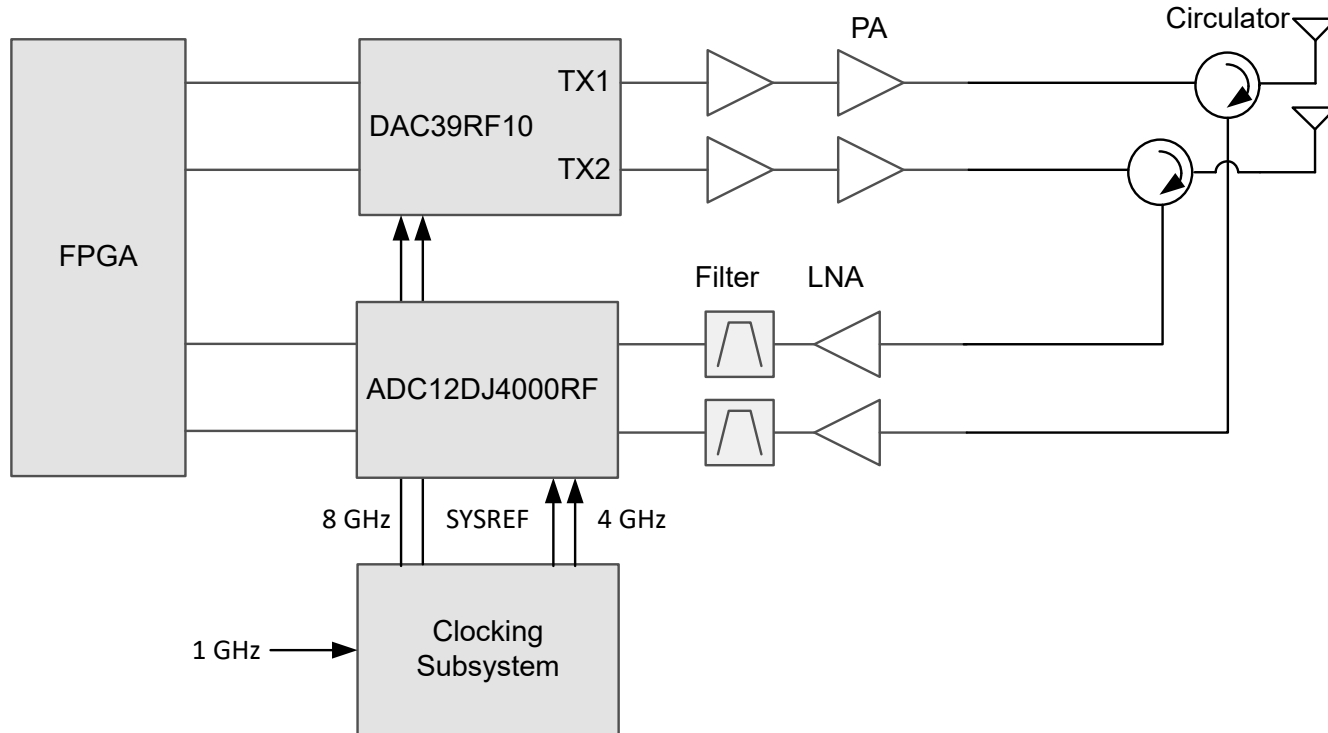 Circulator
PA
TX1
DAC39RF10
TX2
FPGA
Filter
LNA
ADC12DJ4000RF
8 GHz
SYSREF
4 GHz
Clocking
Subsystem
1 GHz